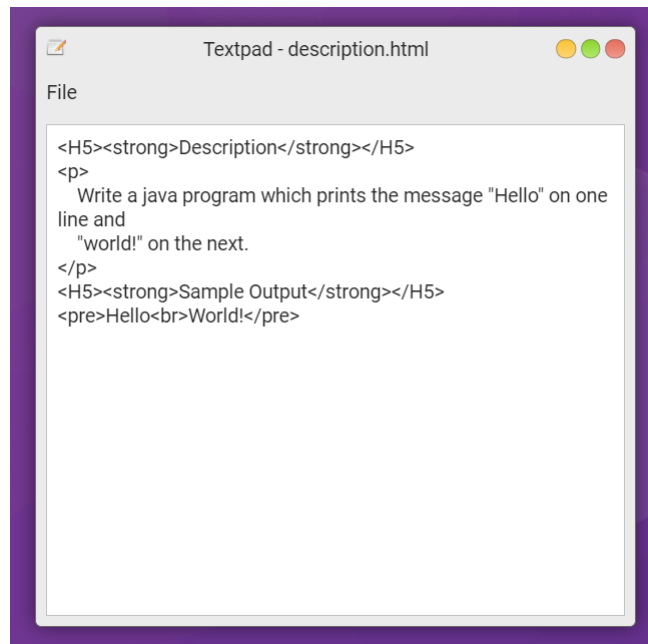 Textpad - description.html
File
<H5><strong>Description</strong></H5>
<p>
    Write a java program which prints the message "Hello" on one
line and
    "world!" on the next.
</p>
<H5><strong>Sample Output</strong></H5>
<pre>Hello<br>World!</pre>